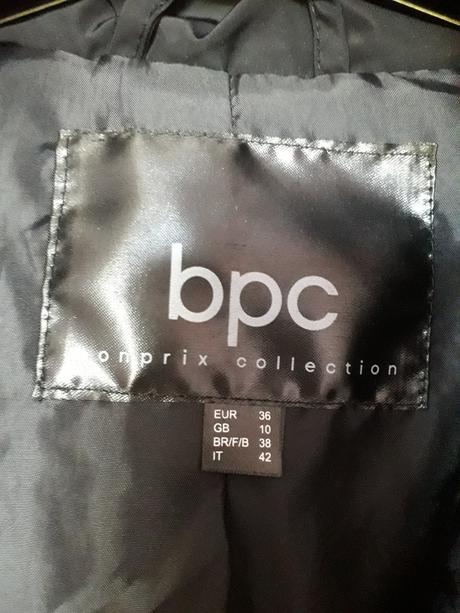 bpc
bonprix collection
EUR 36
GB 10
BR/F/B 38
IT 42